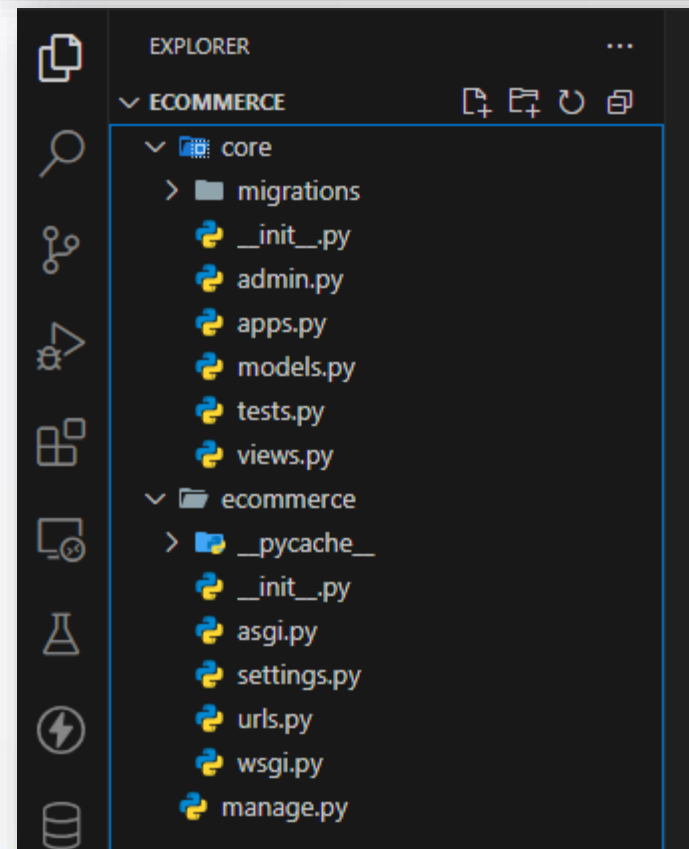 EXPLORER
ECOMMERCE
core
migrations
__init__.py
admin.py
apps.py
models.py
tests.py
views.py
ecommerce
__pycache__
__init__.py
asgi.py
settings.py
urls.py
wsgi.py
manage.py